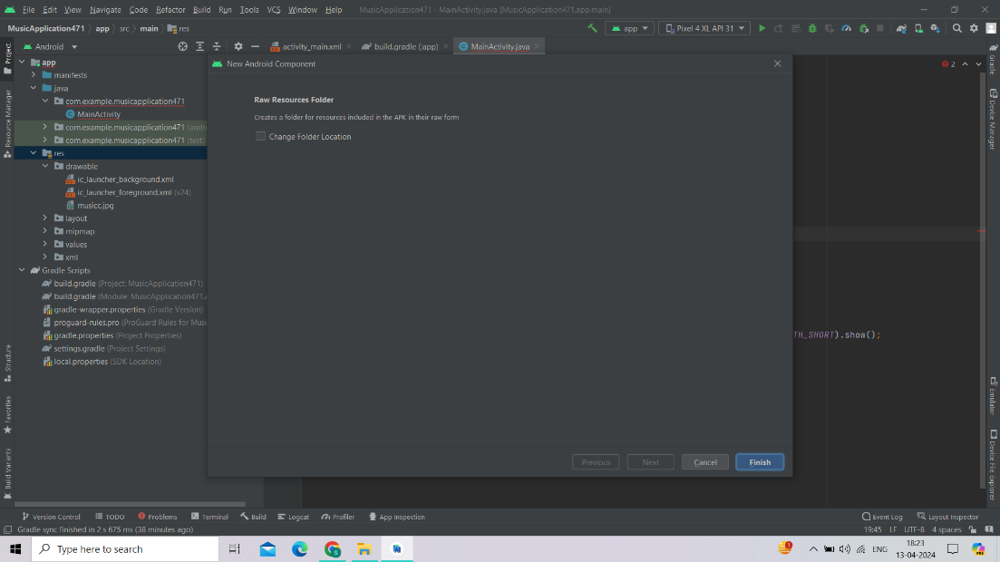 File Edit View Navigate Code Refactor Build Run Tools VCS Window Help MusicApplication471 - MainActivity.java [MusicApplication471.app.main]
MusicApplication471 app src main res app Pixel 4 XL API 31
Android activity_main.xml build.gradle (app) MainActivity.java
Project
Resource Manager
Structure
Favorites
Build Variants
app
manifests
java
com.example.musicapplication471
MainActivity
com.example.musicapplication471 (andr
com.example.musicapplication471 (test
res
drawable
ic_launcher_background.xml
ic_launcher_foreground.xml (v24)
musicc.jpg
layout
mipmap
values
xml
Gradle Scripts
build.gradle (Project: MusicApplication471)
build.gradle (Module: MusicApplication471.
gradle-wrapper.properties (Gradle Version)
proguard-rules.pro (ProGuard Rules for Musi
gradle.properties (Project Properties)
settings.gradle (Project Settings)
local.properties (SDK Location)
New Android Component
Raw Resources Folder
Creates a folder for resources included in the APK in their raw form
Change Folder Location
Previous Next Cancel Finish
2
TH_SHORT).show();
Gradle
Device Manager
Emulator
Device File Explorer
Version Control TODO Problems Terminal Build Logcat Profiler App Inspection Event Log Layout Inspector
Gradle sync finished in 2 s 675 ms (38 minutes ago) 19:45 LF UTF-8 4 spaces
Type here to search 1 ENG 18:23
13-04-2024